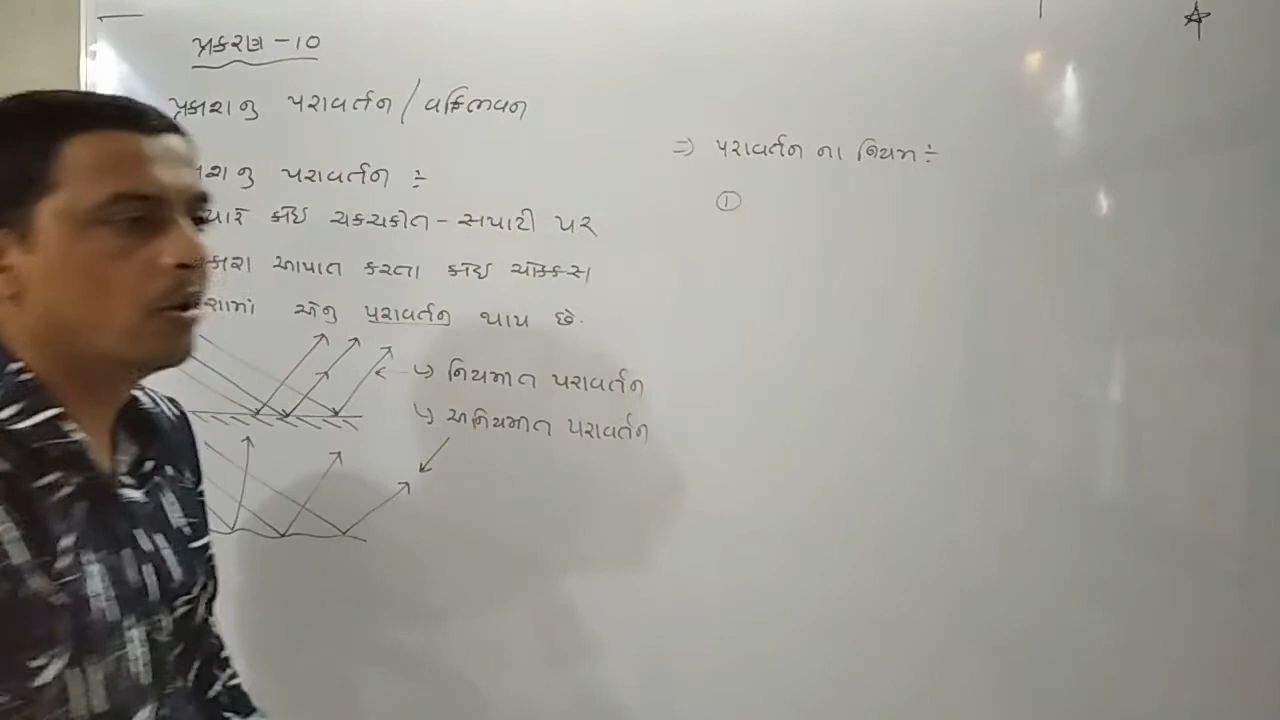 પ્રકરણ - 10
પ્રકાશનુ પરાવર્તન / વક્રિભવન
નુ પરાવર્તન ÷
કોઇ ચકચકીત - સપાટી પર
આપાત કરતા કોઇ ચોક્કસ
એનુ પરાવર્તન થાય છે.
↳ નિયમીત પરાવર્તન
↳ અનિયમીત પરાવર્તન
⇒ પરાવર્તન ના નિયમ ÷
①